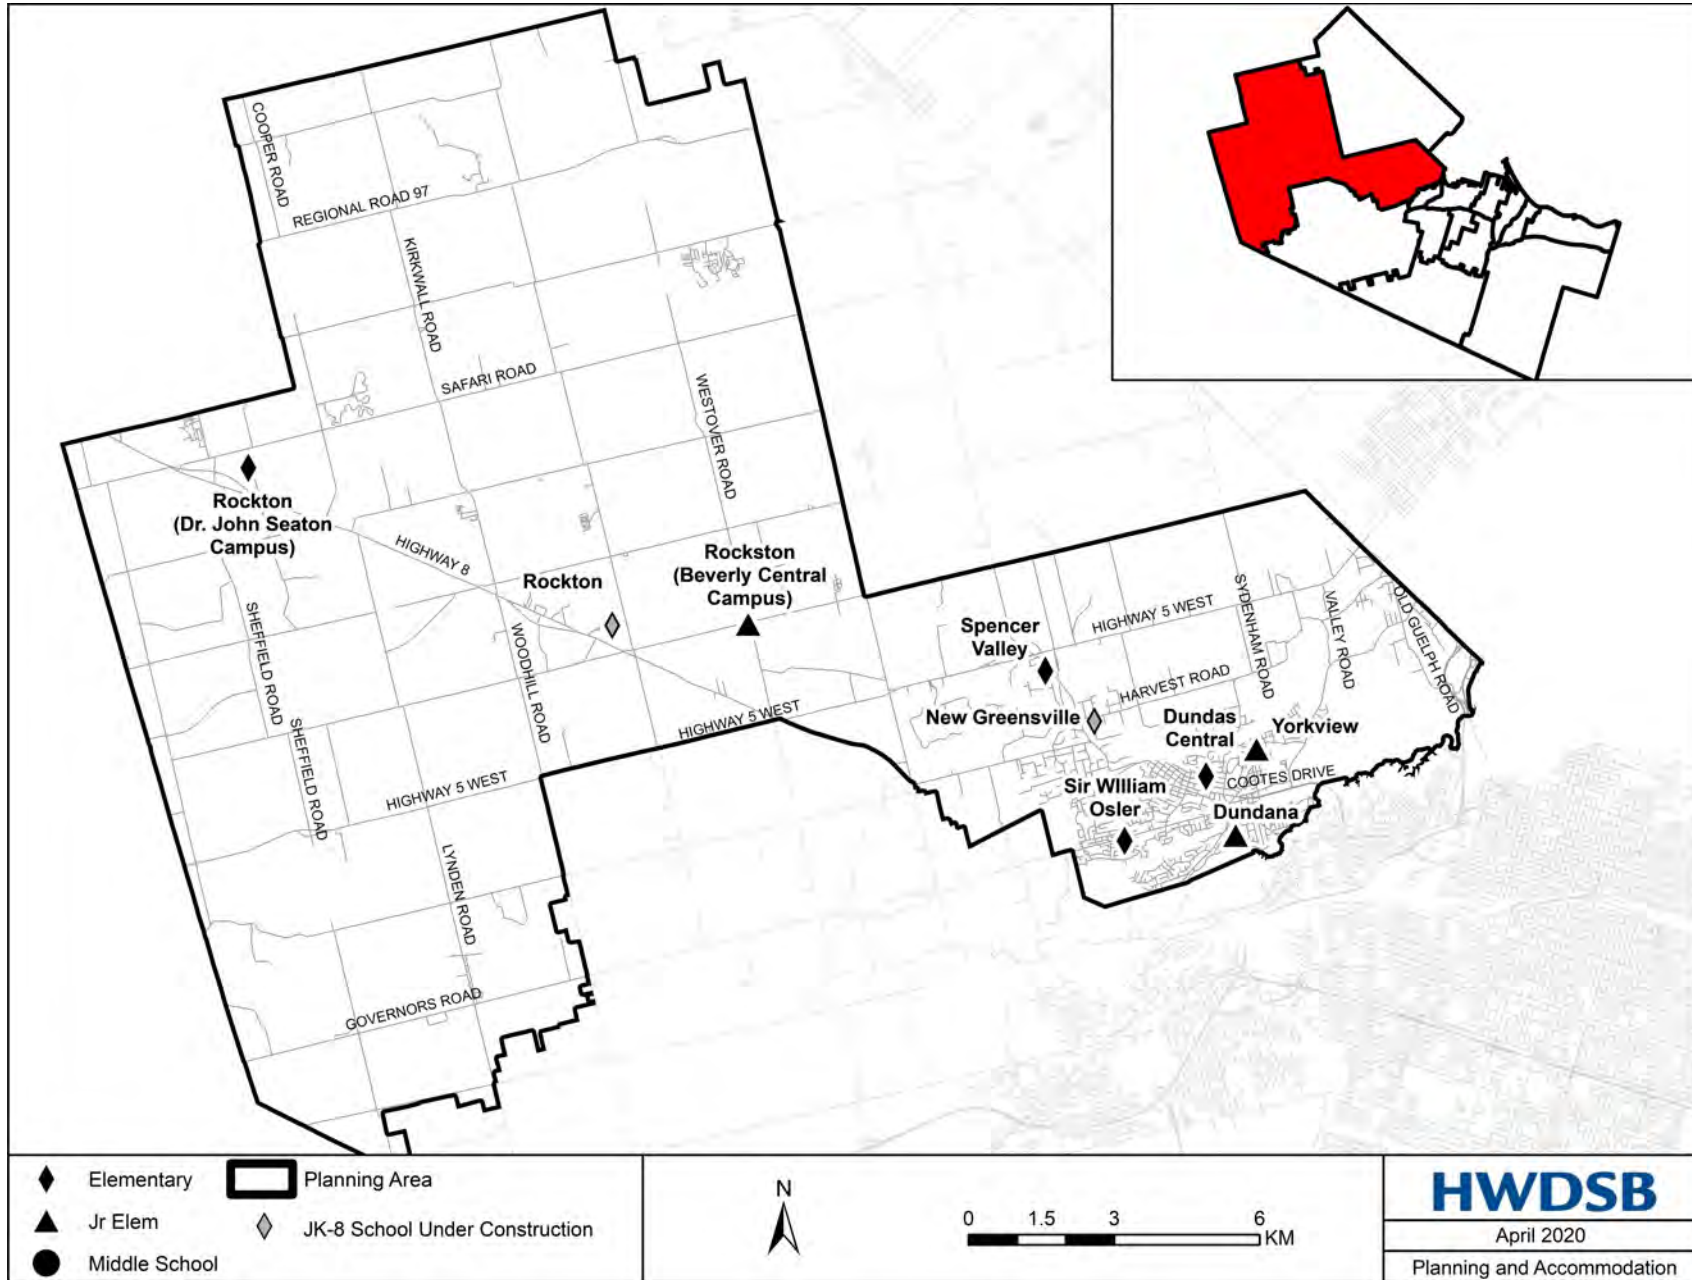 COOPER ROAD
REGIONAL ROAD 97
KIRKWALL ROAD
SAFARI ROAD
WESTOVER ROAD
Rockton
(Dr. John Seaton
Campus)
HIGHWAY 8
Rockton
Rockston
(Beverly Central
Campus)
SHEFFIELD ROAD
SHEFFIELD ROAD
WOODHILL ROAD
HIGHWAY 5 WEST
HIGHWAY 5 WEST
LYNDEN ROAD
GOVERNORS ROAD
Spencer
Valley
HIGHWAY 5 WEST
SYDENHAM ROAD
VALLEY ROAD
OLD GUELPH ROAD
HARVEST ROAD
New Greensville
Dundas
Central
Yorkview
COOTES DRIVE
Sir WIlliam
Osler
Dundana
Elementary
Jr Elem
Middle School
Planning Area
JK-8 School Under Construction
N
0 1.5 3 6
KM
HWDSB
April 2020
Planning and Accommodation